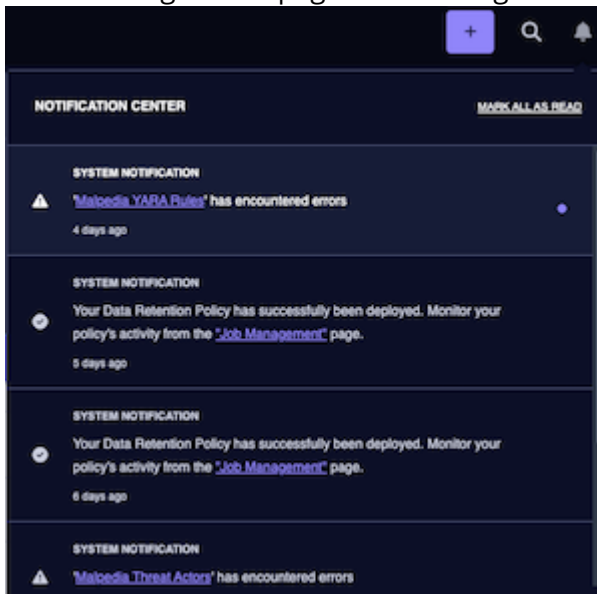 +
NOTIFICATION CENTER
MARK ALL AS READ
SYSTEM NOTIFICATION
'Malpedia YARA Rules' has encountered errors
4 days ago
SYSTEM NOTIFICATION
Your Data Retention Policy has successfully been deployed. Monitor your
policy's activity from the "Job Management" page.
5 days ago
SYSTEM NOTIFICATION
Your Data Retention Policy has successfully been deployed. Monitor your
policy's activity from the "Job Management" page.
6 days ago
SYSTEM NOTIFICATION
'Malpedia Threat Actors' has encountered errors